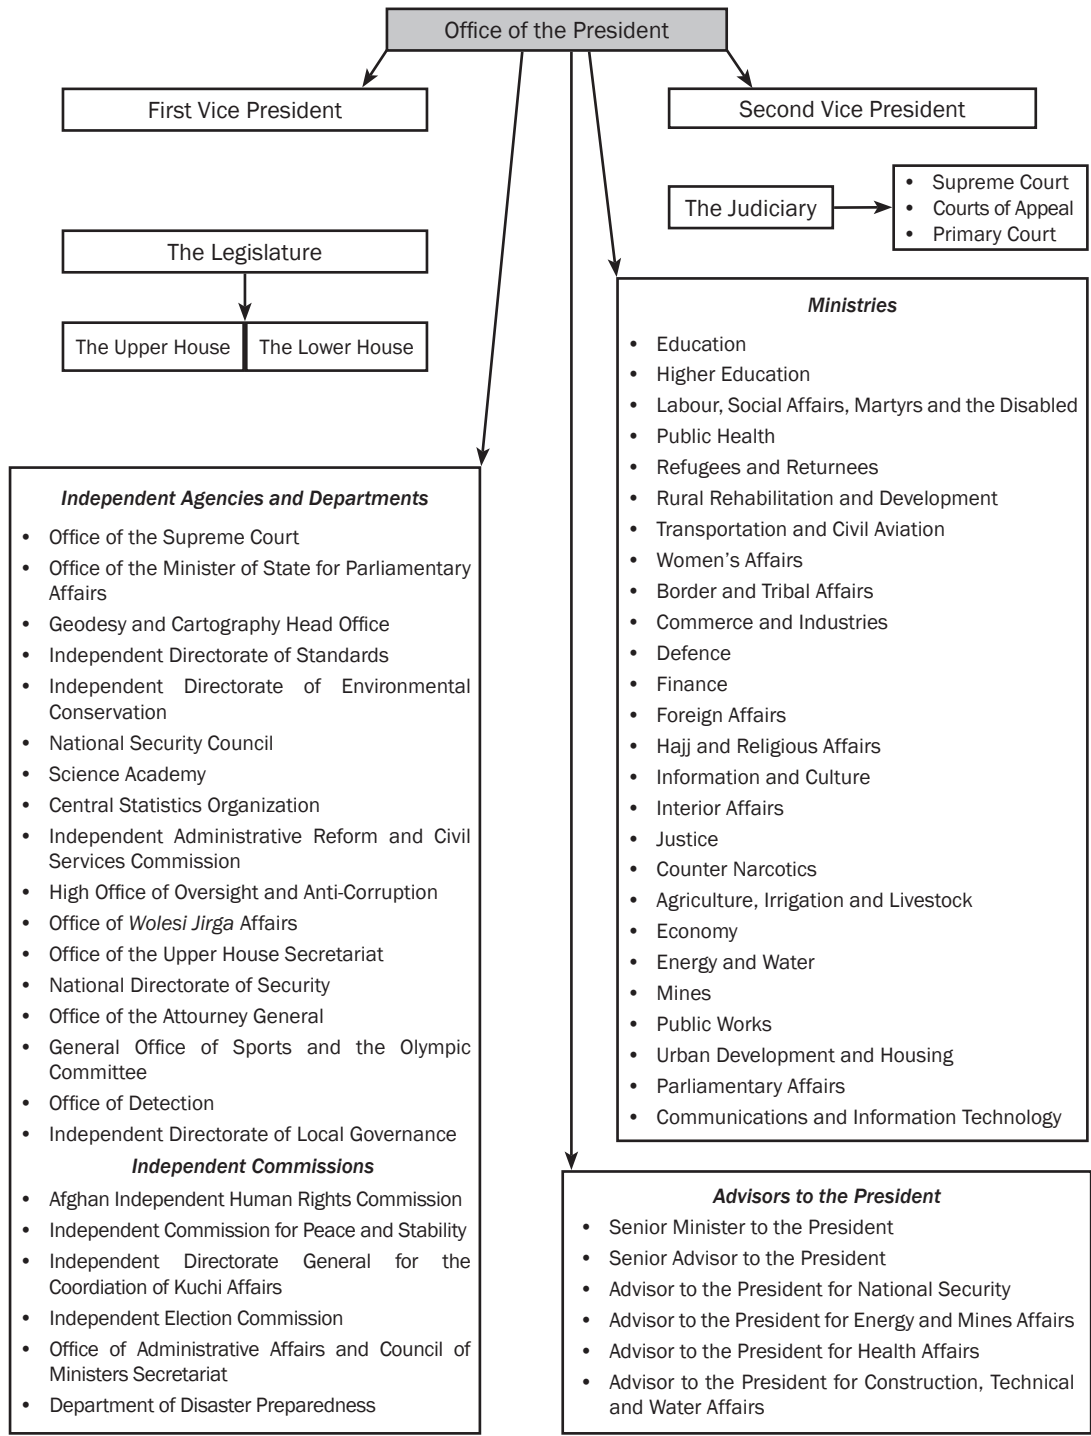 Office of the President
First Vice President
Second Vice President
The Judiciary
• Supreme Court
• Courts of Appeal
• Primary Court
The Legislature
The Upper House
The Lower House
Ministries
• Education
• Higher Education
• Labour, Social Affairs, Martyrs and the Disabled
• Public Health
• Refugees and Returnees
• Rural Rehabilitation and Development
• Transportation and Civil Aviation
• Women's Affairs
• Border and Tribal Affairs
• Commerce and Industries
• Defence
• Finance
• Foreign Affairs
• Hajj and Religious Affairs
• Information and Culture
• Interior Affairs
• Justice
• Counter Narcotics
• Agriculture, Irrigation and Livestock
• Economy
• Energy and Water
• Mines
• Public Works
• Urban Development and Housing
• Parliamentary Affairs
• Communications and Information Technology
Independent Agencies and Departments
• Office of the Supreme Court
• Office of the Minister of State for Parliamentary
Affairs
• Geodesy and Cartography Head Office
• Independent Directorate of Standards
• Independent Directorate of Environmental
Conservation
• National Security Council
• Science Academy
• Central Statistics Organization
• Independent Administrative Reform and Civil
Services Commission
• High Office of Oversight and Anti-Corruption
• Office of Wolesi Jirga Affairs
• Office of the Upper House Secretariat
• National Directorate of Security
• Office of the Attourney General
• General Office of Sports and the Olympic
Committee
• Office of Detection
• Independent Directorate of Local Governance
Independent Commissions
• Afghan Independent Human Rights Commission
• Independent Commission for Peace and Stability
• Independent Directorate General for the
Coordiation of Kuchi Affairs
• Independent Election Commission
• Office of Administrative Affairs and Council of
Ministers Secretariat
• Department of Disaster Preparedness
Advisors to the President
• Senior Minister to the President
• Senior Advisor to the President
• Advisor to the President for National Security
• Advisor to the President for Energy and Mines Affairs
• Advisor to the President for Health Affairs
• Advisor to the President for Construction, Technical
and Water Affairs